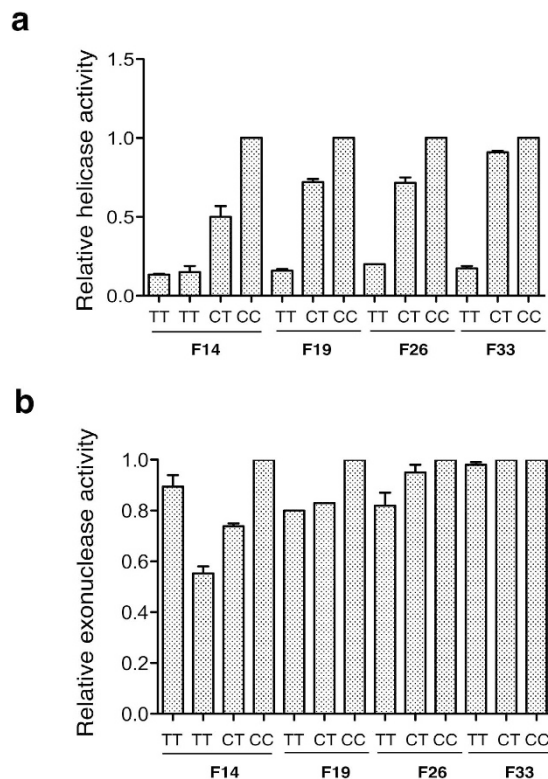 a
Relative helicase activity
1.5
1.0
0.5
0.0
TT TT CT CC TT CT CC TT CT CC TT CT CC
F14 F19 F26 F33
b
Relative exonuclease activity
1.0
0.8
0.6
0.4
0.2
0.0
TT TT CT CC TT CT CC TT CT CC TT CT CC
F14 F19 F26 F33